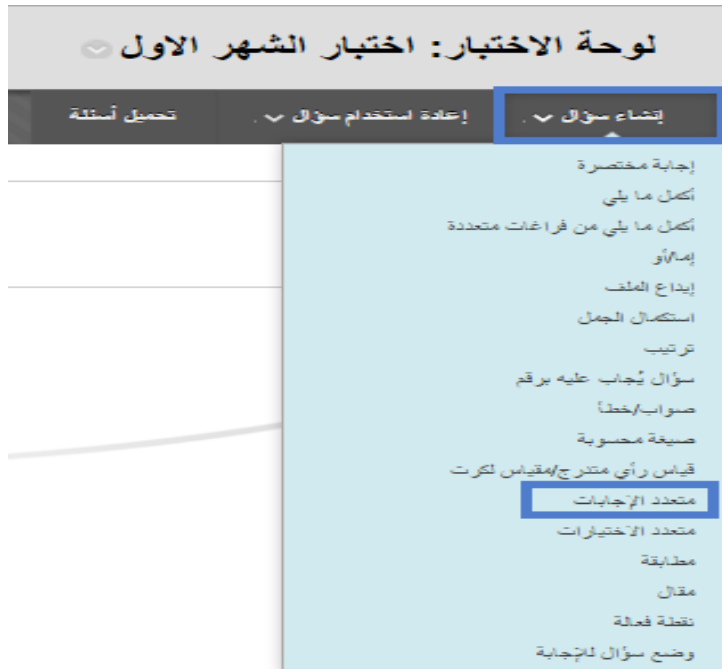 لوحة الاختبار: اختبار الشهر الاول
إنشاء سؤال
إعادة استخدام سؤال
تحميل أسئلة
إجابة مختصرة
أكمل ما يلي
أكمل ما يلي من فراغات متعددة
إما/أو
إيداع الملف
استكمال الجمل
ترتيب
سؤال يُجاب عليه برقم
صواب/خطأ
صيغة محسوبة
قياس رأي متدرج/مقياس لكرت
متعدد الإجابات
متعدد الاختيارات
مطابقة
مقال
نقطة فعالة
وضع سؤال للإجابة